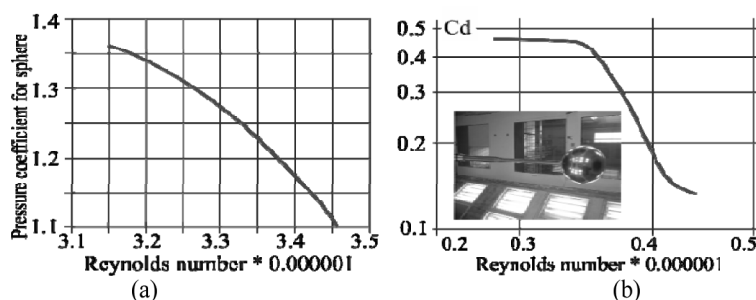 Pressure coefficient for sphere
1.4
1.3
1.2
1.1
3.1 3.2 3.3 3.4 3.5
Reynolds number * 0.000001
(a)
Cd
0.5
0.4
0.3
0.2
0.1
0.2 0.3 0.4 0.5
Reynolds number * 0.000001
(b)